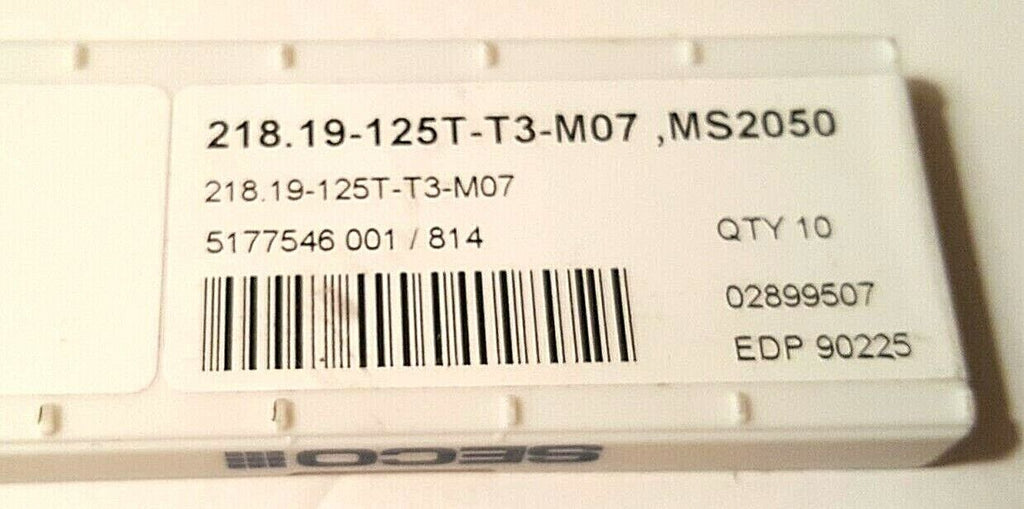 218.19-125T-T3-M07 ,MS2050
218.19-125T-T3-M07
5177546 001 / 814
QTY 10
02899507
EDP 90225
SECO